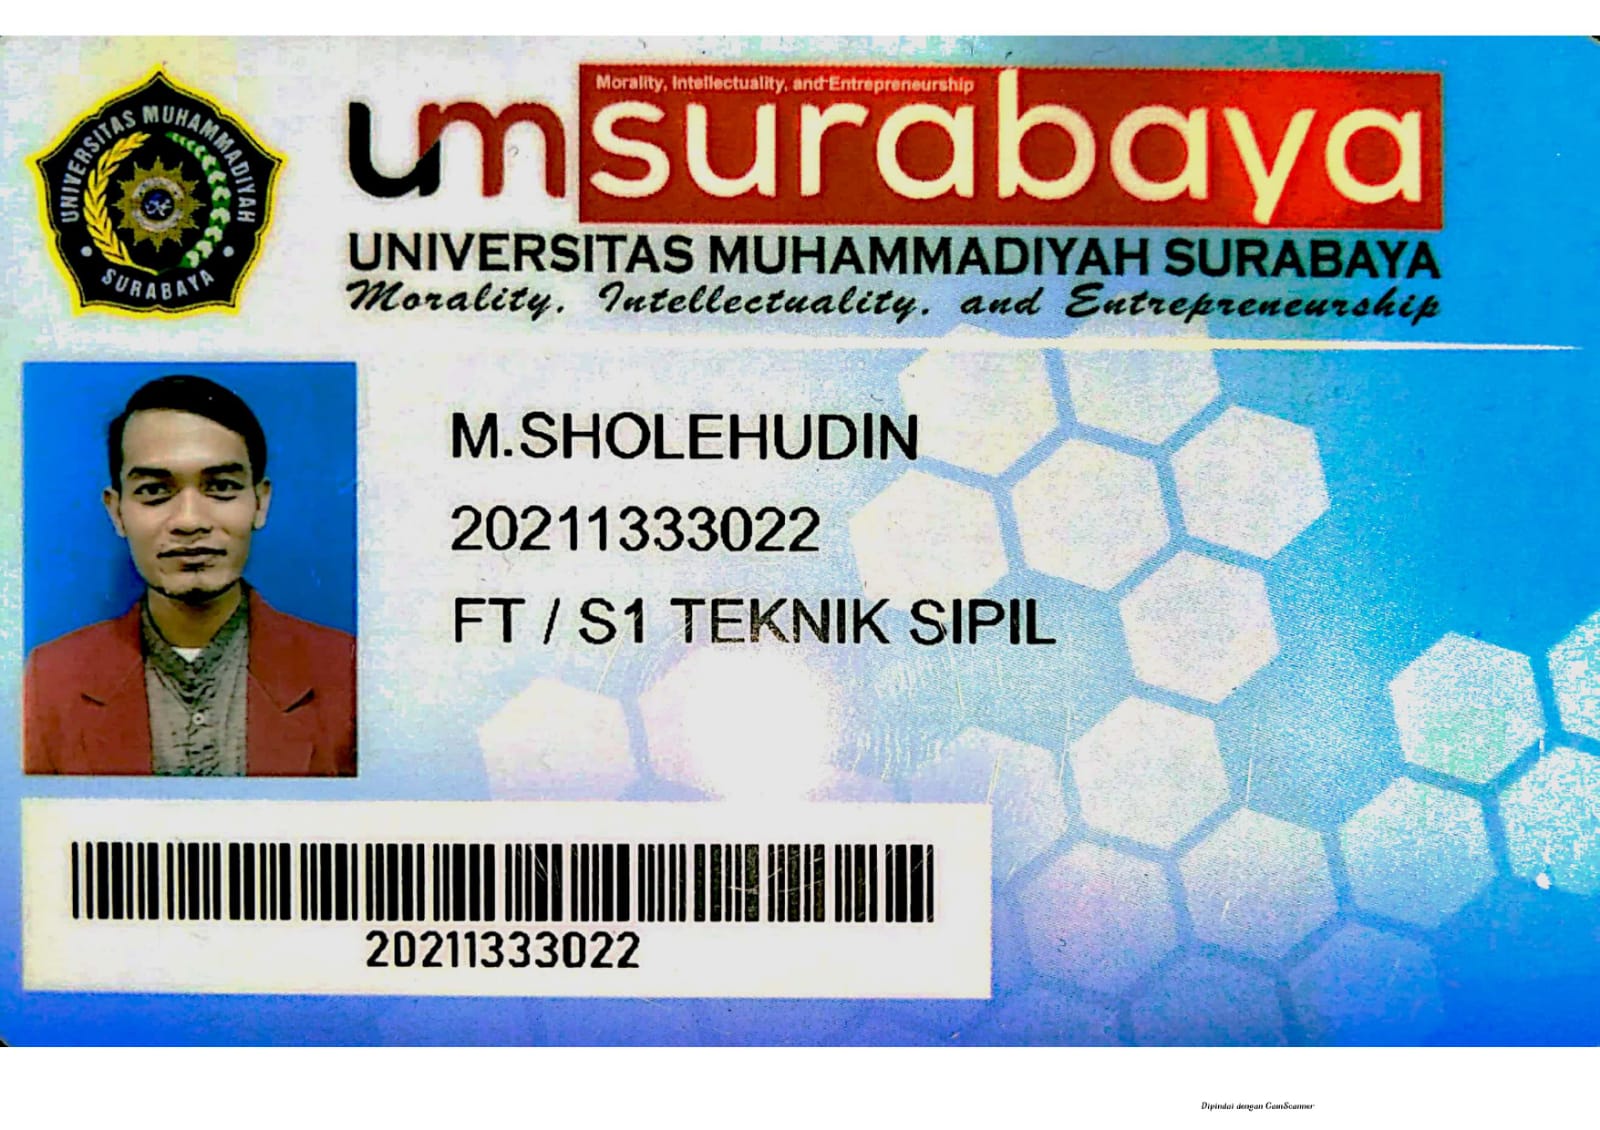 UNIVERSITAS MUHAMMADIYAH
SURABAYA
Morality, Intellectuality, and Entrepreneurship
umsurabaya
UNIVERSITAS MUHAMMADIYAH SURABAYA
Morality, Intellectuality, and Entrepreneurship
M.SHOLEHUDIN
20211333022
FT / S1 TEKNIK SIPIL
20211333022
Dipindai dengan CamScanner